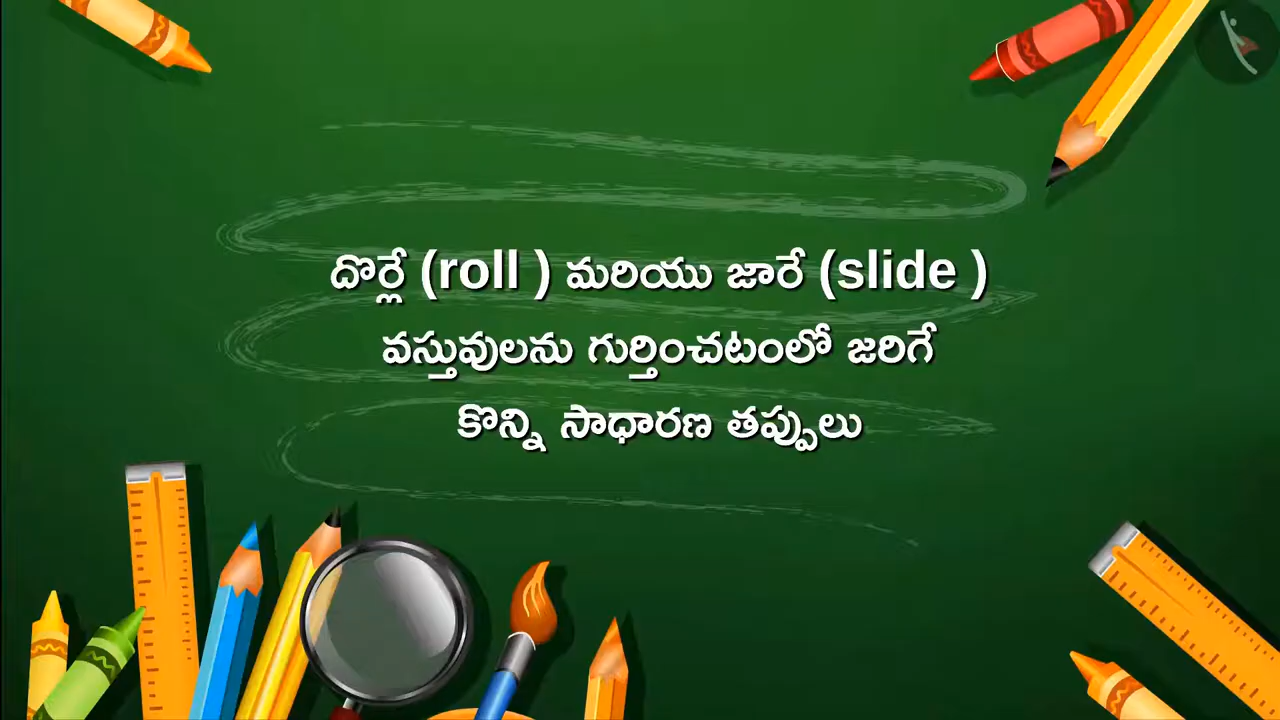 దొర్లే (roll ) మరియు జారే (slide )
వస్తువులను గుర్తించటంలో జరిగే
కొన్ని సాధారణ తప్పులు